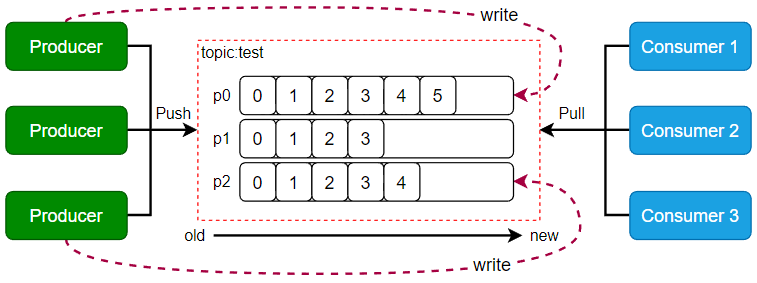 write
Producer
Consumer 1
topic:test
p0 0 1 2 3 4 5
Push
Pull
Producer
Consumer 2
p1 0 1 2 3
p2 0 1 2 3 4
Producer
Consumer 3
old
new
write